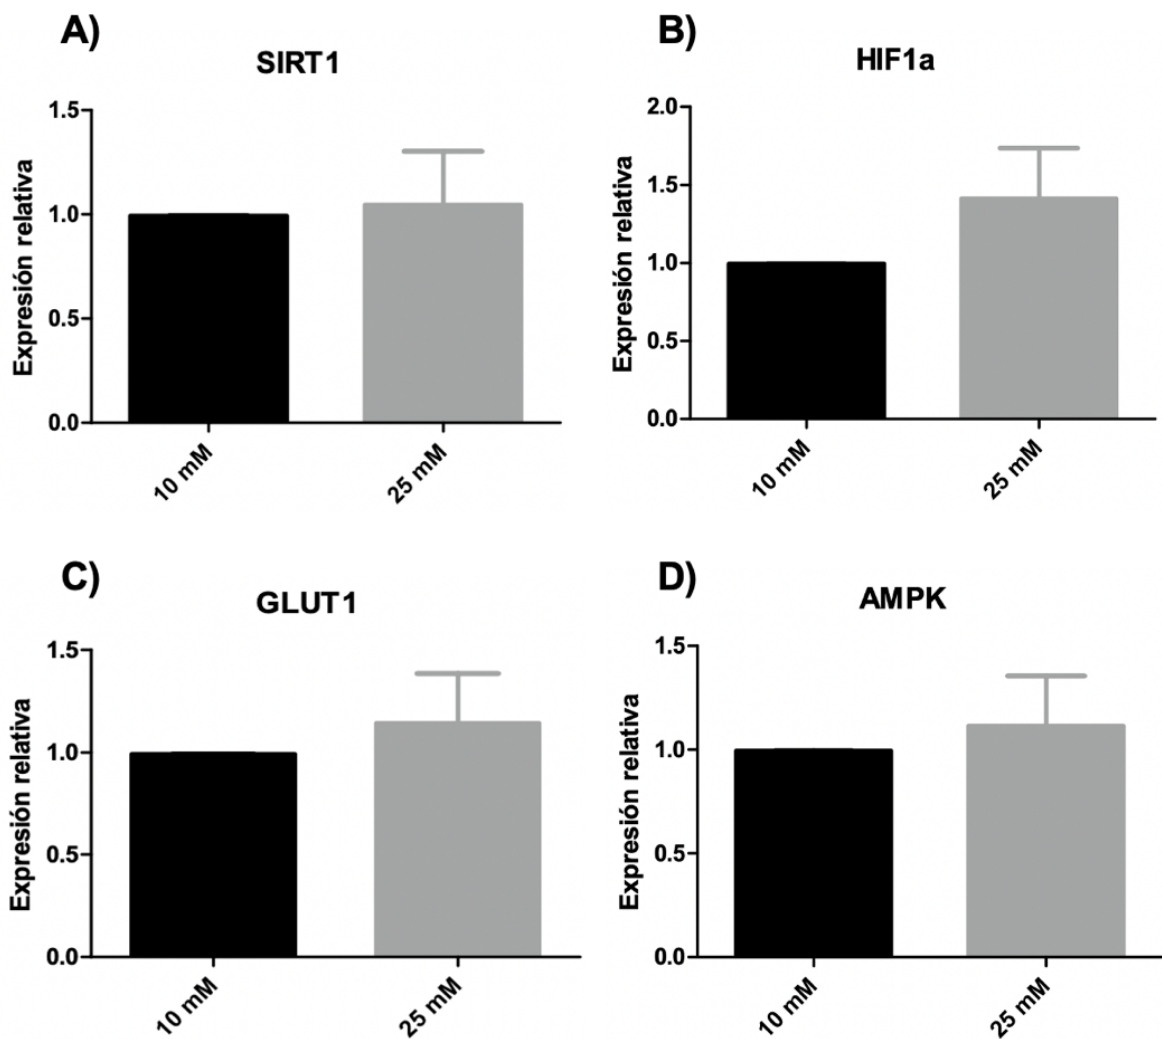 A)
SIRT1
Expresión relativa
1.5
1.0
0.5
0.0
10 mM
25 mM
B)
HIF1a
Expresión relativa
2.0
1.5
1.0
0.5
0.0
10 mM
25 mM
C)
GLUT1
Expresión relativa
1.5
1.0
0.5
0.0
10 mM
25 mM
D)
AMPK
Expresión relativa
1.5
1.0
0.5
0.0
10 mM
25 mM